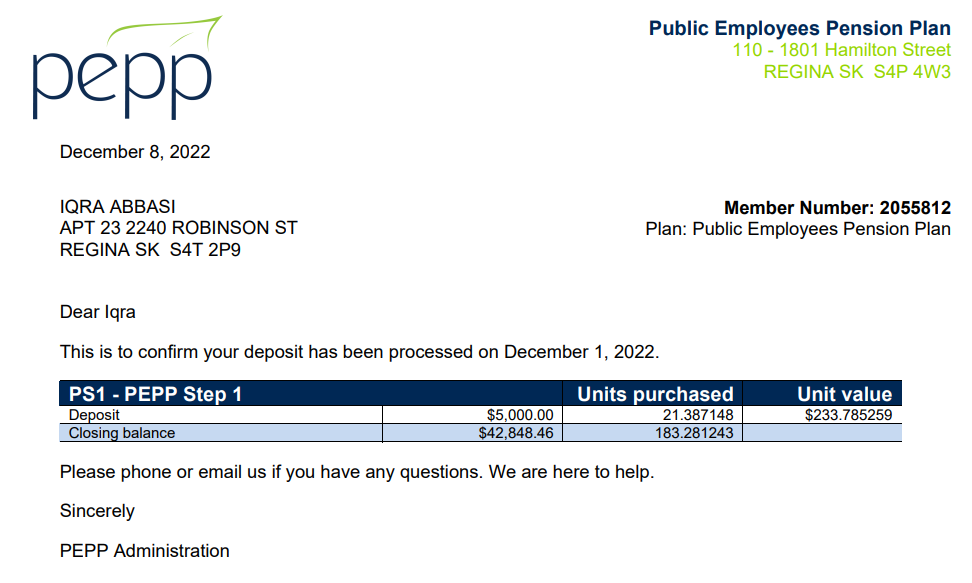 pepp
Public Employees Pension Plan
110 - 1801 Hamilton Street
REGINA SK  S4P 4W3
December 8, 2022
IQRA ABBASI
APT 23 2240 ROBINSON ST
REGINA SK  S4T 2P9
Member Number: 2055812
Plan: Public Employees Pension Plan
Dear Iqra
This is to confirm your deposit has been processed on December 1, 2022.
PS1 - PEPP Step 1 Units purchased Unit value
Deposit $5,000.00 21.387148 $233.785259
Closing balance $42,848.46 183.281243
Please phone or email us if you have any questions. We are here to help.
Sincerely
PEPP Administration